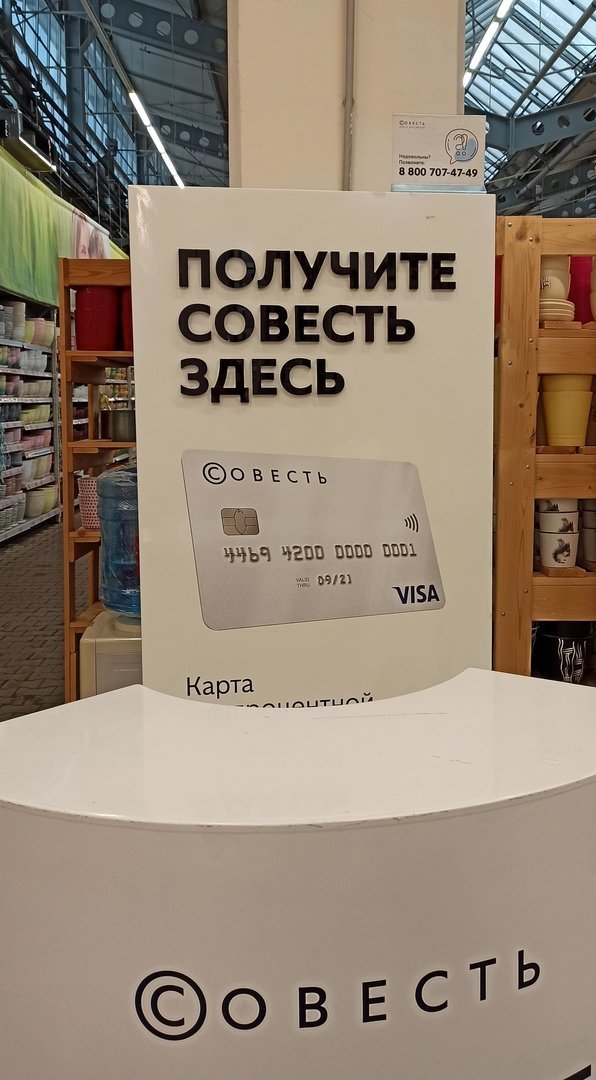 ©ОВЕСТЬ
Недовольны?
Позвоните:
8 800 707-47-49
ПОЛУЧИТЕ
СОВЕСТЬ
ЗДЕСЬ
©ОВЕСТЬ
4469 4200 0000 0001
VALID
THRU 09/21
VISA
Карта
©ОВЕСТЬ